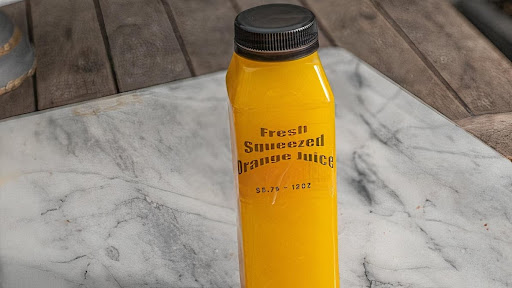 Fresh
Squeezed
Orange Juice
$5.75 - 12OZ